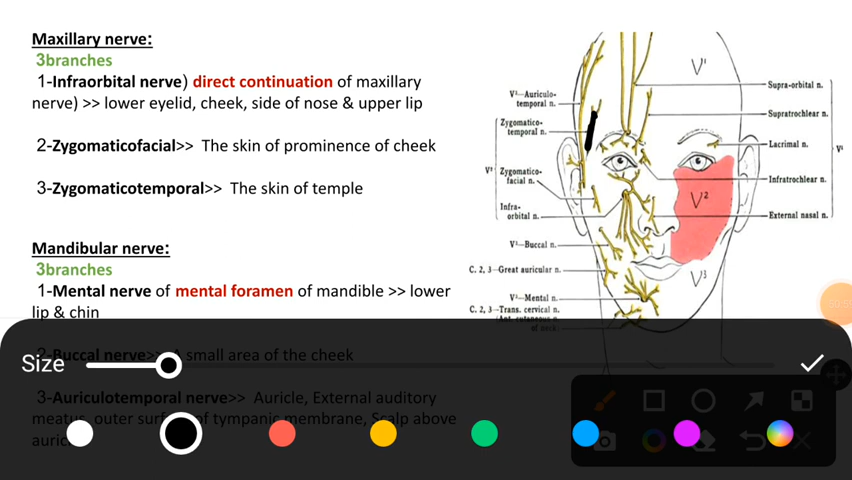 Maxillary nerve:
3branches
1-Infraorbital nerve) direct continuation of maxillary
nerve) >> lower eyelid, cheek, side of nose & upper lip
2-Zygomaticofacial>> The skin of prominence of cheek
3-Zygomaticotemporal>> The skin of temple
Mandibular nerve:
3branches
1-Mental nerve of mental foramen of mandible >> lower
lip & chin
2-Buccal nerve>> A small area of the cheek
3-Auriculotemporal nerve>> Auricle, External auditory
meatus, outer surface of tympanic membrane, Scalp above
V¹
V²—Auriculo-
temporal n.
Zygomatico-
temporal n.
Zygomatico-
facial n.
Infra-
orbital n.
V³—Buccal n.
C. 2, 3—Great auricular n.
V³—Mental n.
C. 2, 3—Trans. cervical n.
Supra-orbital n.
Supratrochlear n.
Lacrimal n.
Infratrochlear n.
External nasal n.
V²
V³
Size